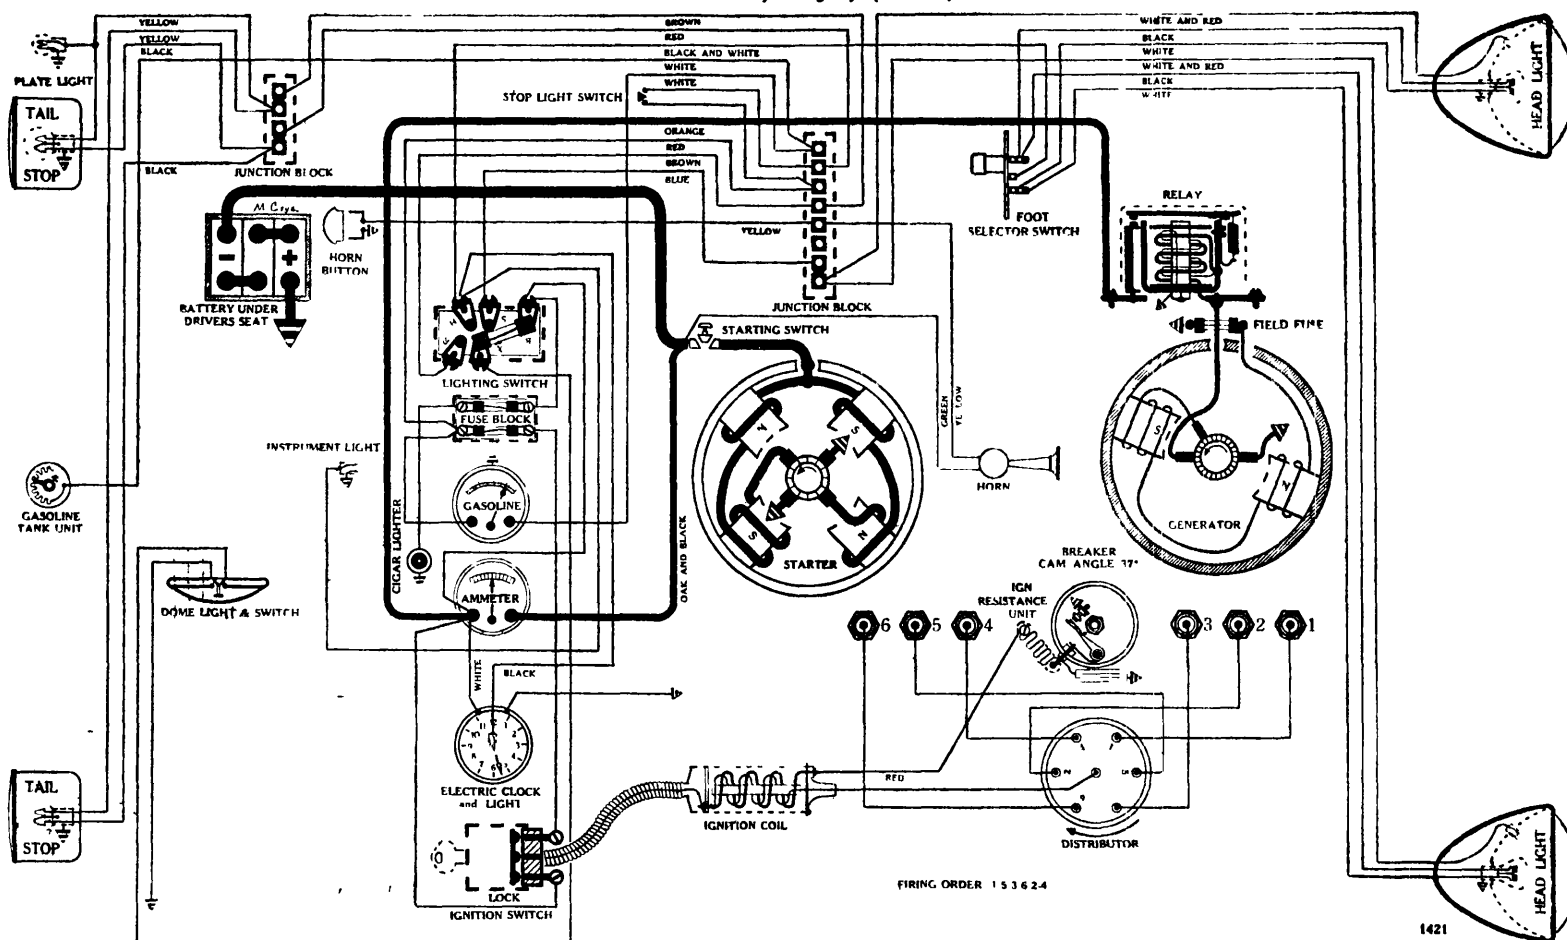 YELLOW
YELLOW
BLACK
PLATE LIGHT
TAIL
STOP
JUNCTION BLOCK
BLACK
BROWN
RED
BLACK AND WHITE
WHITE
WHITE
STOP LIGHT SWITCH
ORANGE
RED
BROWN
BLUE
YELLOW
JUNCTION BLOCK
WHITE AND RED
BLACK
WHITE
WHITE AND RED
BLACK
WHITE
HEAD LIGHT
FOOT
SELECTOR SWITCH
RELAY
FIELD FUSE
BATTERY UNDER
DRIVERS SEAT
HORN
BUTTON
H
S
R
LIGHTING SWITCH
FUSE BLOCK
STARTING SWITCH
INSTRUMENT LIGHT
GASOLINE
GASOLINE
TANK UNIT
CIGAR LIGHTER
OAK AND BLACK
N
S
S
N
STARTER
GREEN
YELLOW
HORN
S
N
GENERATOR
BREAKER
CAM ANGLE 37°
IGN
RESISTANCE
UNIT
AMMETER
DOME LIGHT & SWITCH
6 5 4 3 2 1
WHITE
BLACK
ELECTRIC CLOCK
and LIGHT
TAIL
STOP
RED
IGNITION COIL
DISTRIBUTOR
LOCK
IGNITION SWITCH
FIRING ORDER 1 5 3 6 2-4
HEAD LIGHT
1421